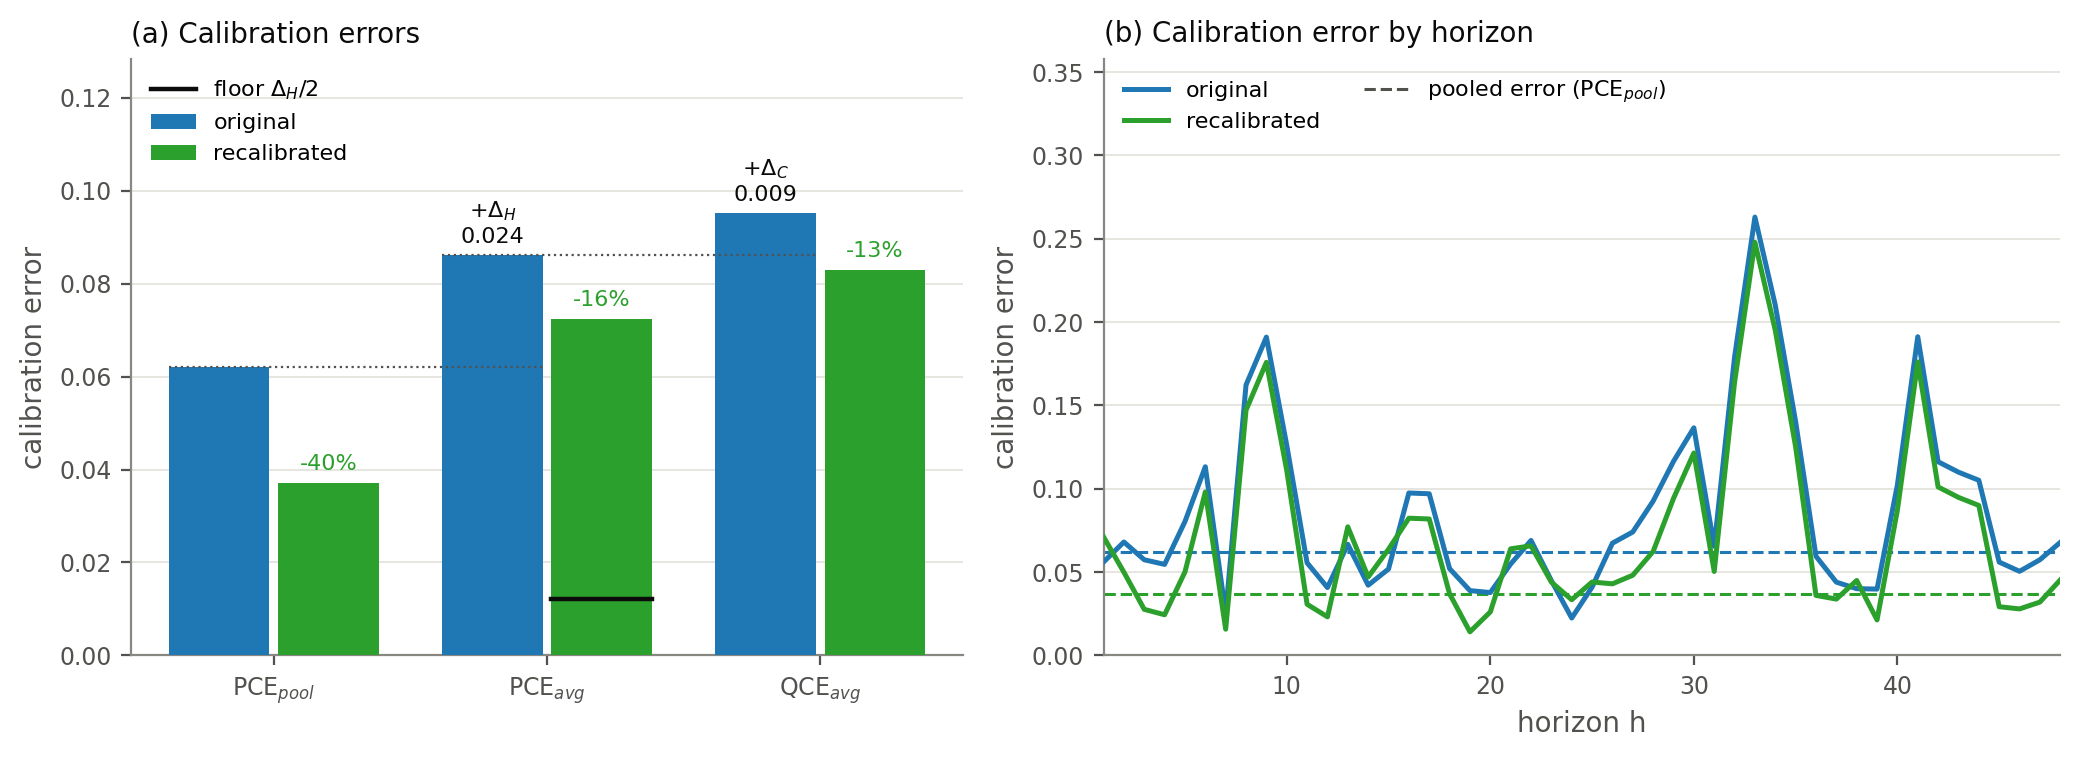 (a) Calibration errors
floor Δ_H/2
original
recalibrated
calibration error
0.12
0.10
0.08
0.06
0.04
0.02
0.00
-40%
+Δ_H
0.024
-16%
+Δ_C
0.009
-13%
PCE_pool
PCE_avg
QCE_avg
(b) Calibration error by horizon
original
recalibrated
pooled error (PCE_pool)
calibration error
0.35
0.30
0.25
0.20
0.15
0.10
0.05
0.00
10
20
30
40
horizon h